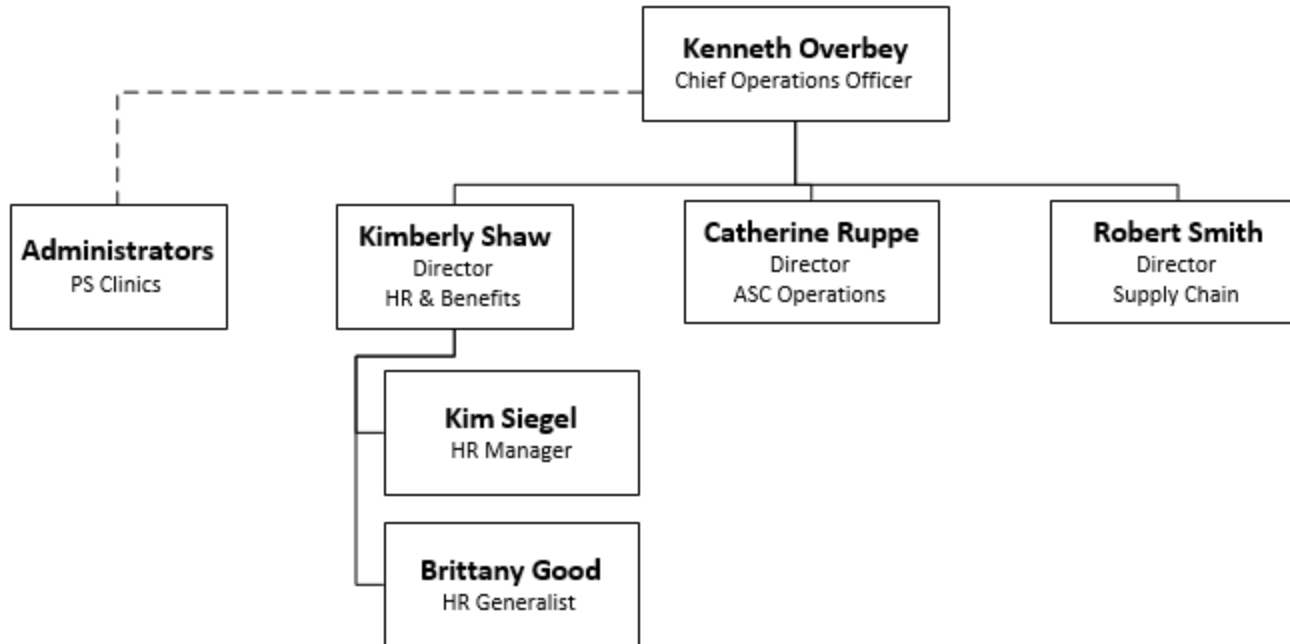 Kenneth Overbey
Chief Operations Officer
Administrators
PS Clinics
Kimberly Shaw
Director
HR & Benefits
Catherine Ruppe
Director
ASC Operations
Robert Smith
Director
Supply Chain
Kim Siegel
HR Manager
Brittany Good
HR Generalist